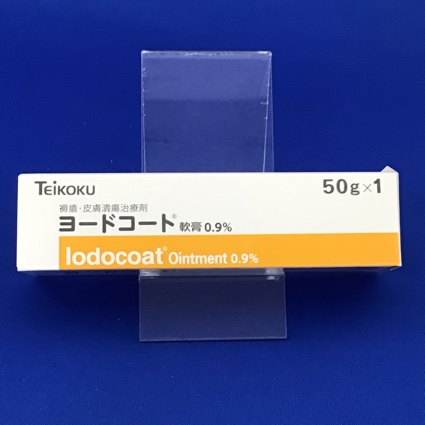 TEIKOKU
50g×1
褥瘡・皮膚潰瘍治療剤
ヨードコート® 軟膏 0.9%
Iodocoat® Ointment 0.9%